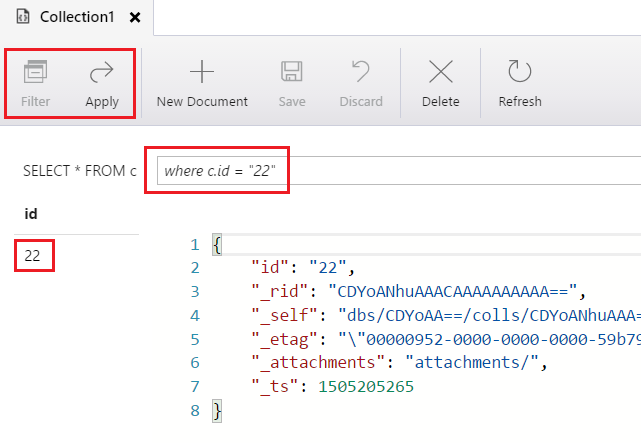 Collection1
Filter Apply New Document Save Discard Delete Refresh
SELECT * FROM c where c.id = "22"
id
22
1 {
2 "id": "22",
3 "_rid": "CDYoANhuAAACAAAAAAAAAA==",
4 "_self": "dbs/CDYoAA==/colls/CDYoANhuAAA=
5 "_etag": "\"00000952-0000-0000-0000-59b79
6 "_attachments": "attachments/",
7 "_ts": 1505205265
8 }